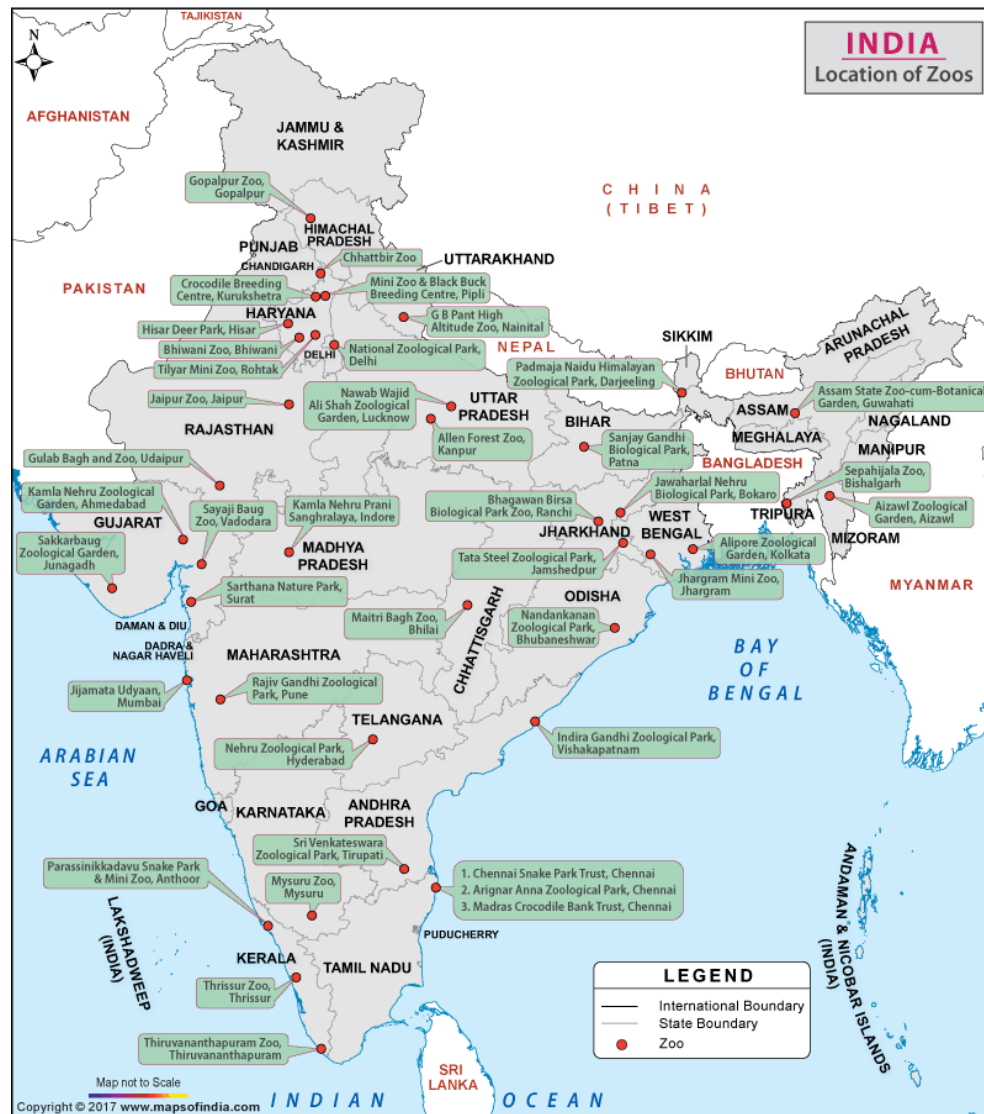 TAJIKISTAN
N
INDIA
Location of Zoos
AFGHANISTAN
JAMMU &
KASHMIR
Gopalpur Zoo,
Gopalpur
CHINA
(TIBET)
HIMACHAL
PRADESH
PUNJAB
CHANDIGARH
Chhattbir Zoo
UTTARAKHAND
PAKISTAN
Crocodile Breeding
Centre, Kurukshetra
Mini Zoo & Black Buck
Breeding Centre, Pipli
HARYANA
G B Pant High
Altitude Zoo, Nainital
Hisar Deer Park, Hisar
Bhiwani Zoo, Bhiwani
Tilyar Mini Zoo, Rohtak
DELHI
National Zoological Park,
Delhi
NEPAL
SIKKIM
ARUNACHAL
PRADESH
BHUTAN
Padmaja Naidu Himalayan
Zoological Park, Darjeeling
Jaipur Zoo, Jaipur
RAJASTHAN
Nawab Wajid
Ali Shah Zoological
Garden, Lucknow
UTTAR
PRADESH
Allen Forest Zoo,
Kanpur
BIHAR
Sanjay Gandhi
Biological Park,
Patna
ASSAM
Assam State Zoo-cum-Botanical
Garden, Guwahati
NAGALAND
MEGHALAYA
MANIPUR
BANGLADESH
Gulab Bagh and Zoo, Udaipur
Kamla Nehru Zoological
Garden, Ahmedabad
GUJARAT
Sayaji Baug
Zoo, Vadodara
Kamla Nehru Prani
Sanghralaya, Indore
MADHYA
PRADESH
Bhagawan Birsa
Biological Park Zoo, Ranchi
Jawaharlal Nehru
Biological Park, Bokaro
JHARKHAND
WEST
BENGAL
TRIPURA
Sepahijala Zoo,
Bishalgarh
Aizawl Zoological
Garden, Aizawl
MIZORAM
Sakkarbaug
Zoological Garden,
Junagadh
Tata Steel Zoological Park,
Jamshedpur
Alipore Zoological
Garden, Kolkata
Jhargram Mini Zoo,
Jhargram
MYANMAR
Sarthana Nature Park,
Surat
DAMAN & DIU
DADRA &
NAGAR HAVELI
Maitri Bagh Zoo,
Bhilai
CHHATTISGARH
ODISHA
Nandankanan
Zoological Park,
Bhubaneshwar
MAHARASHTRA
BAY
OF
BENGAL
Jijamata Udyaan,
Mumbai
Rajiv Gandhi Zoological
Park, Pune
TELANGANA
Nehru Zoological Park,
Hyderabad
Indira Gandhi Zoological Park,
Vishakapatnam
ARABIAN
SEA
GOA
KARNATAKA
ANDHRA
PRADESH
Sri Venkateswara
Zoological Park, Tirupati
Parassinikkadavu Snake Park
& Mini Zoo, Anthoor
Mysuru Zoo,
Mysuru
1. Chennai Snake Park Trust, Chennai
2. Arignar Anna Zoological Park, Chennai
3. Madras Crocodile Bank Trust, Chennai
PUDUCHERRY
LAKSHADWEEP
(INDIA)
KERALA
TAMIL NADU
ANDAMAN & NICOBAR ISLANDS
(INDIA)
Thrissur Zoo,
Thrissur
Thiruvananthapuram Zoo,
Thiruvananthapuram
LEGEND
International Boundary
State Boundary
Zoo
SRI
LANKA
Map not to Scale
INDIAN OCEAN
Copyright © 2017 www.mapsofindia.com